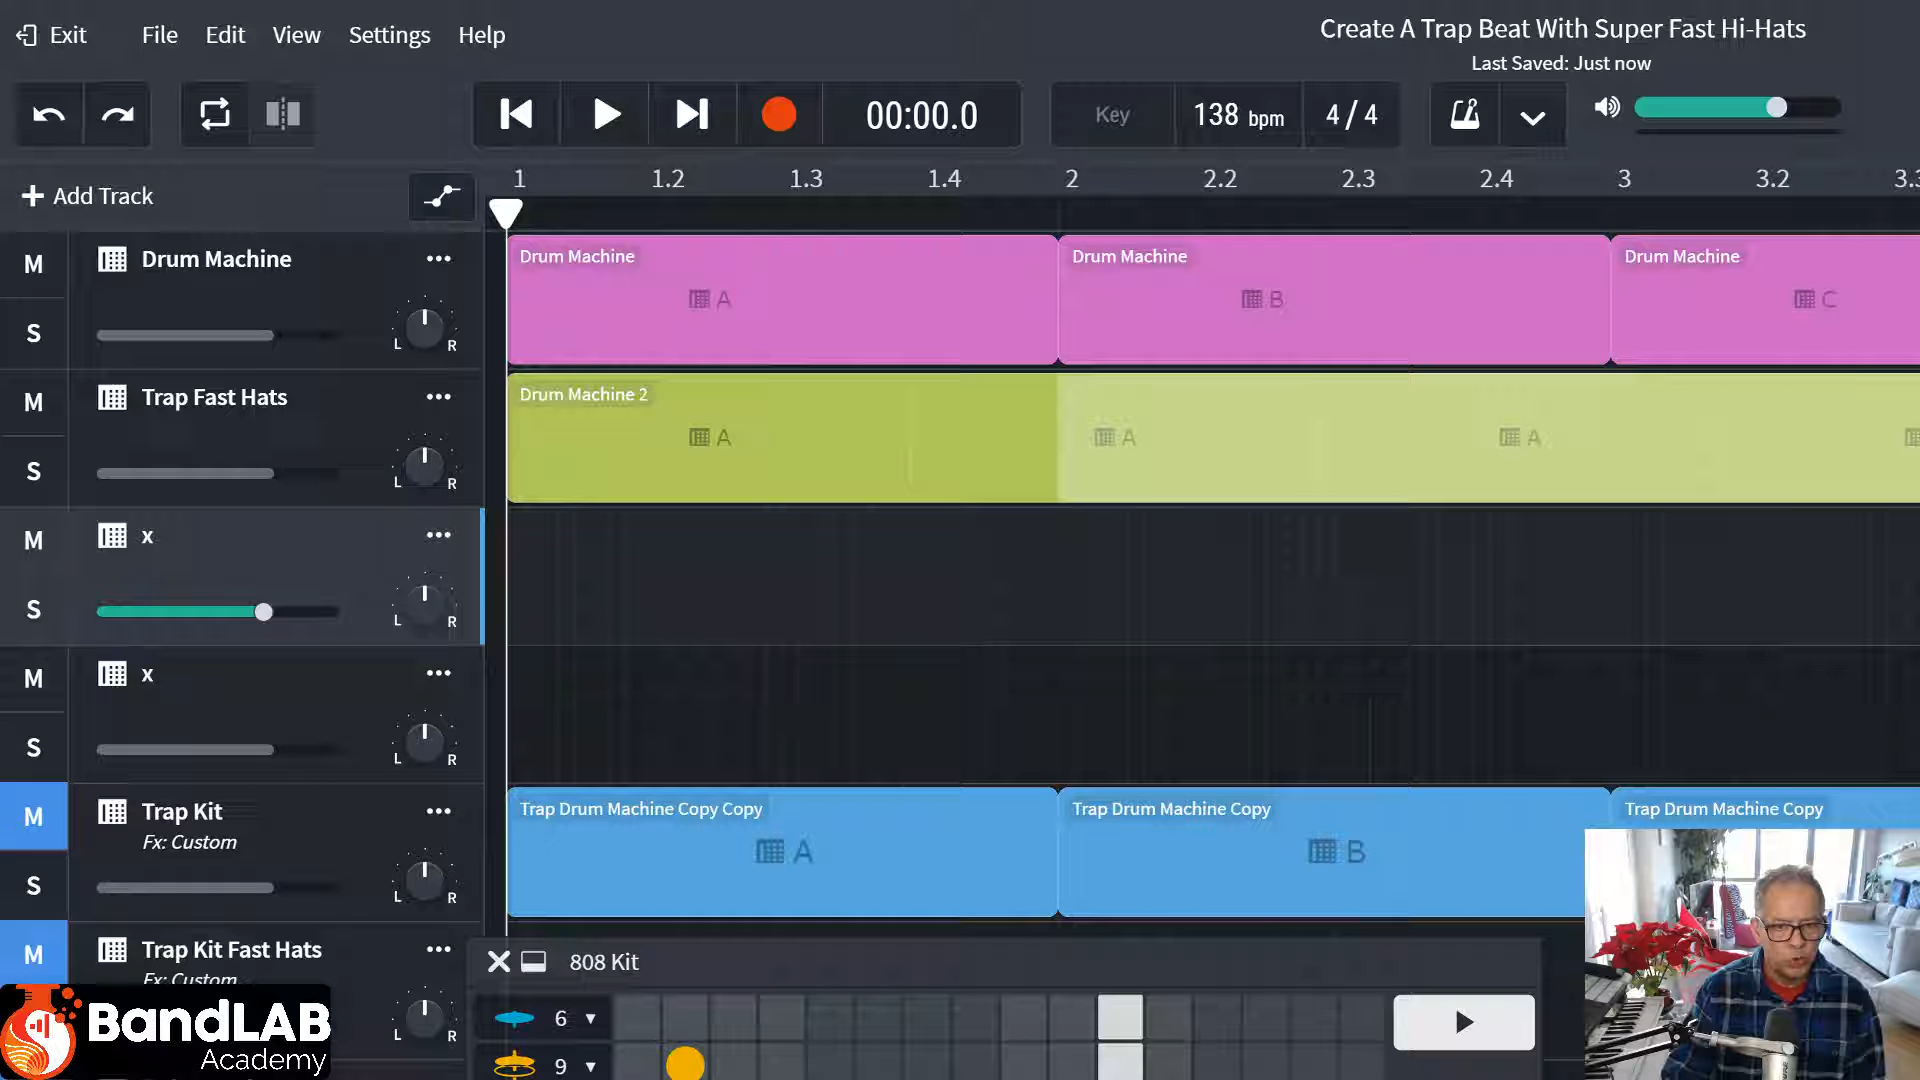 Exit File Edit View Settings Help
Create A Trap Beat With Super Fast Hi-Hats
Last Saved: Just now
00:00.0 Key 138 bpm 4 / 4
Add Track
1 1.2 1.3 1.4 2 2.2 2.3 2.4 3 3.2 3.3
M Drum Machine
S L R
Drum Machine Drum Machine Drum Machine
A B C
M Trap Fast Hats
S L R
Drum Machine 2
A A A
M x
S L R
M x
S L R
M Trap Kit
Fx: Custom
S L R
Trap Drum Machine Copy Copy Trap Drum Machine Copy Trap Drum Machine Copy
A B
M Trap Kit Fast Hats
Fx: Custom
L R
808 Kit
6
9
BandLAB
Academy